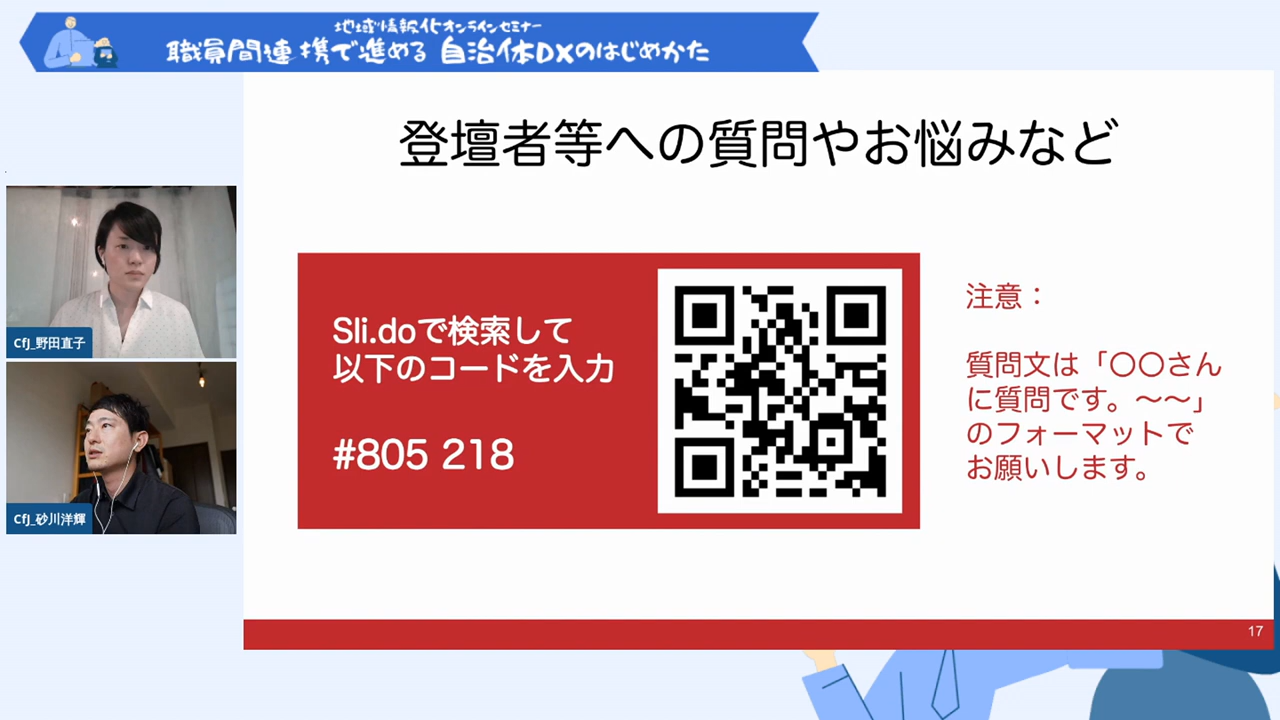 地域情報化オンラインセミナー
職員間連携で進める 自治体DXのはじめかた
登壇者等への質問やお悩みなど
Sli.doで検索して
以下のコードを入力
#805 218
注意：
質問文は「〇〇さん
に質問です。〜〜」
のフォーマットで
お願いします。
CfJ_野田直子
CfJ_砂川洋輝
17